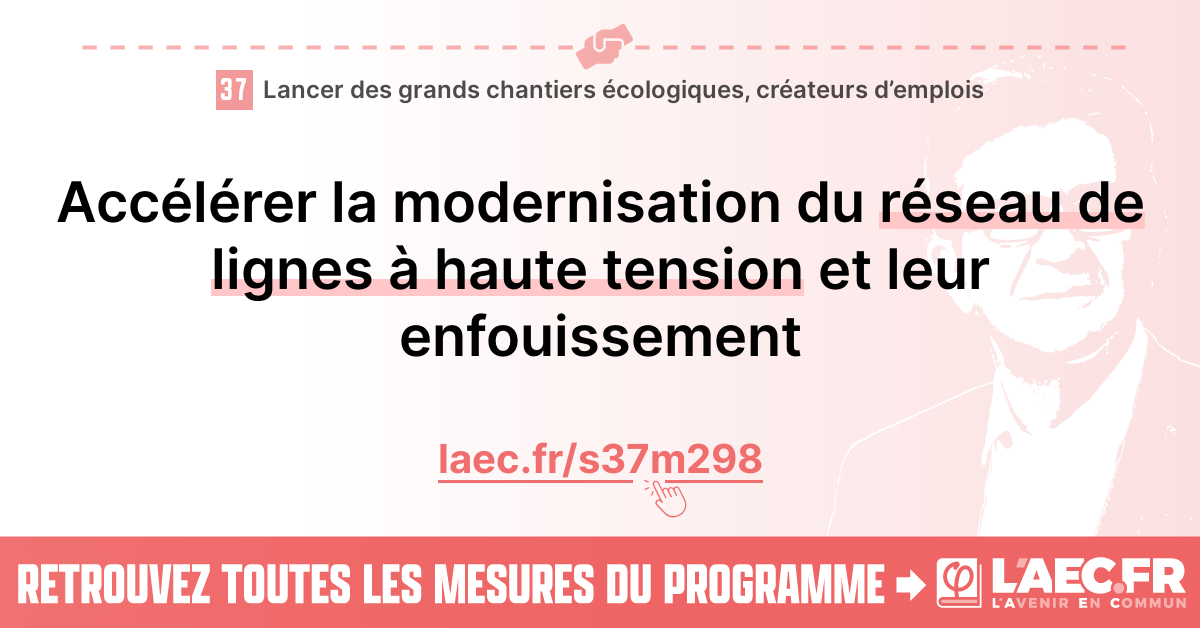 37 Lancer des grands chantiers écologiques, créateurs d’emplois
Accélérer la modernisation du réseau de
lignes à haute tension et leur
enfouissement
laec.fr/s37m298
RETROUVEZ TOUTES LES MESURES DU PROGRAMME
φ L'AEC.FR
L'AVENIR EN COMMUN